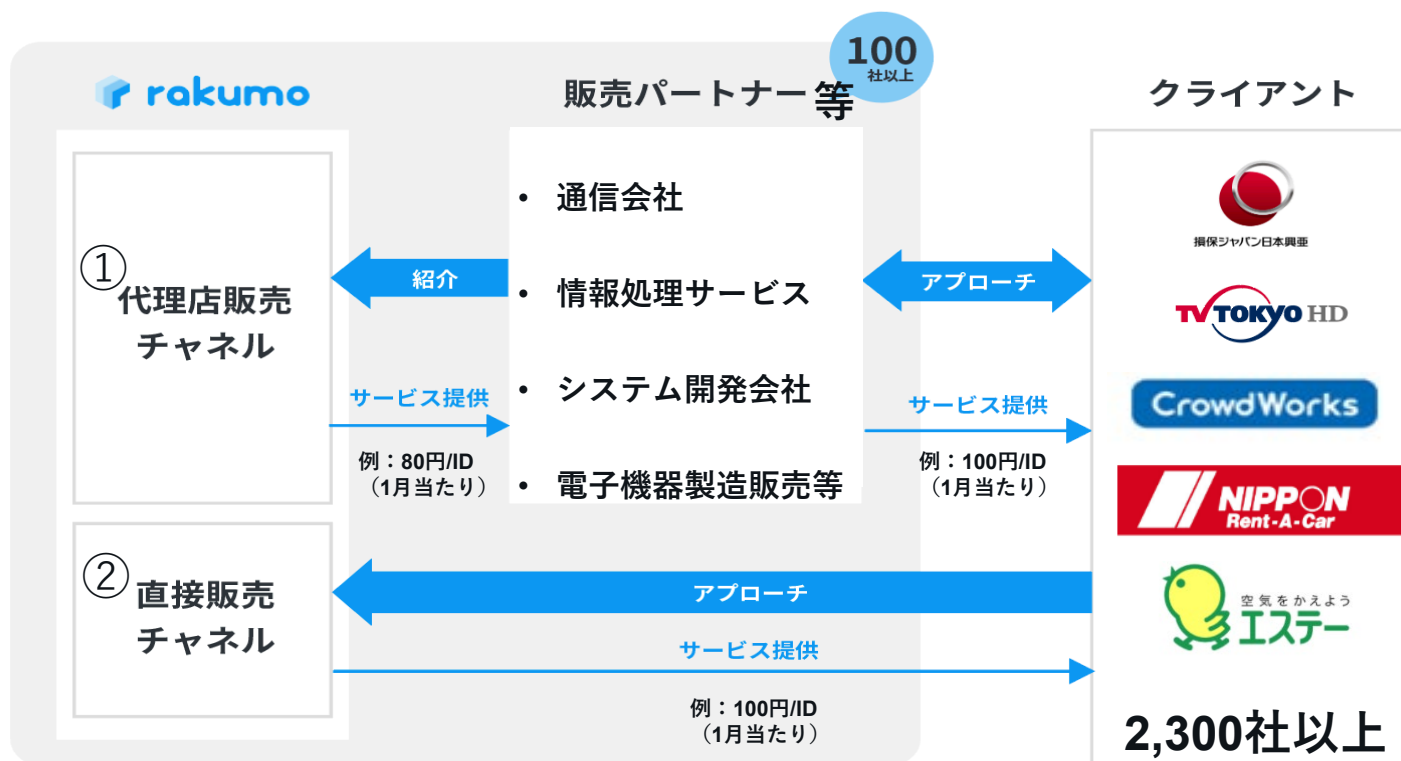 100
社以上
rakumo
販売パートナー等
クライアント
①
代理店販売
チャネル
紹介
サービス提供
例：80円/ID
（1月当たり）
• 通信会社
• 情報処理サービス
• システム開発会社
• 電子機器製造販売等
アプローチ
サービス提供
例：100円/ID
（1月当たり）
損保ジャパン日本興亜
TV TOKYO HD
CrowdWorks
NIPPON
Rent-A-Car
空気をかえよう
エステー
2,300社以上
②
直接販売
チャネル
アプローチ
サービス提供
例：100円/ID
（1月当たり）